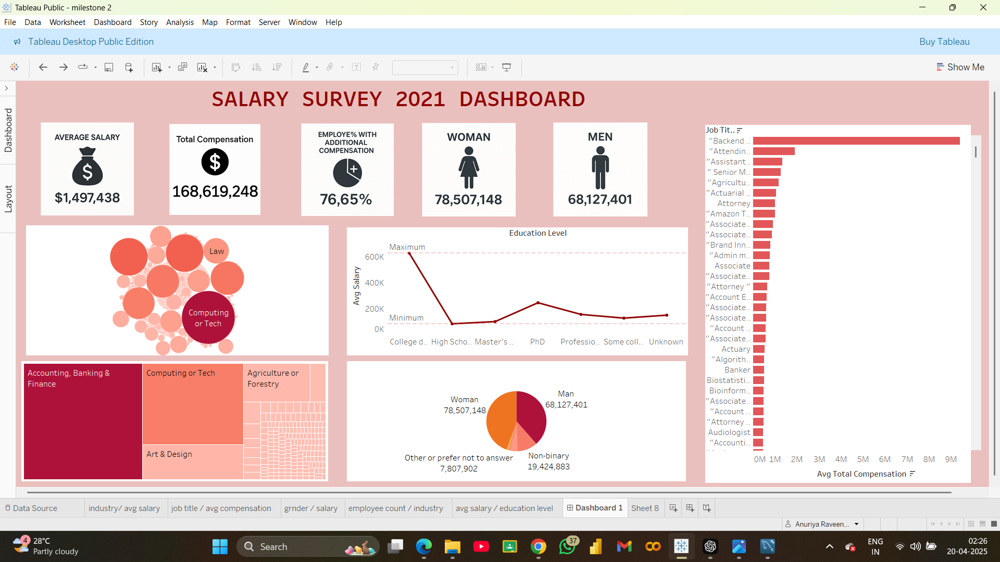 Tableau Public - milestone 2
File Data Worksheet Dashboard Story Analysis Map Format Server Window Help
Tableau Desktop Public Edition
Buy Tableau
Show Me
Dashboard
Layout
SALARY SURVEY 2021 DASHBOARD
AVERAGE SALARY
$
$1,497,438
Total Compensation
$
168,619,248
EMPLOYE% WITH
ADDITIONAL
COMPENSATION
76,65%
WOMAN
78,507,148
MEN
68,127,401
Law
Computing
or Tech
Education Level
Maximum
600K
400K
200K
Minimum
0K
Avg Salary
College d.. High Scho.. Master's .. PhD Professio.. Some coll.. Unknown
Accounting, Banking &
Finance
Computing or Tech
Art & Design
Agriculture or
Forestry
Woman
78,507,148
Man
68,127,401
Other or prefer not to answer
7,807,902
Non-binary
19,424,883
Job Tit..
"Backend ..
"Attendin..
"Assistant..
" Senior M..
"Agricultu..
"Actuarial ..
Attorney
"Amazon T..
"Associate..
"Associate..
"Brand Inn..
"Admin m..
Associate
"Associate..
"Attorney "
"Account E..
"Associate..
"Associate..
"Account ..
"Associate..
Actuary
"Algorith..
Banker
Biostatisti..
Bioinform..
"Associate..
"Account ..
"Attorney ..
Audiologist
"Accounti..
0M 1M 2M 3M 4M 5M 6M 7M 8M 9M
Avg Total Compensation
Data Source industry/ avg salary job title / avg compensation grnder / salary employee count / industry avg salary / education level Dashboard 1 Sheet 8
Anuriya Raveen...
4
28°C
Partly cloudy
Search
37
ENG
IN
02:26
20-04-2025